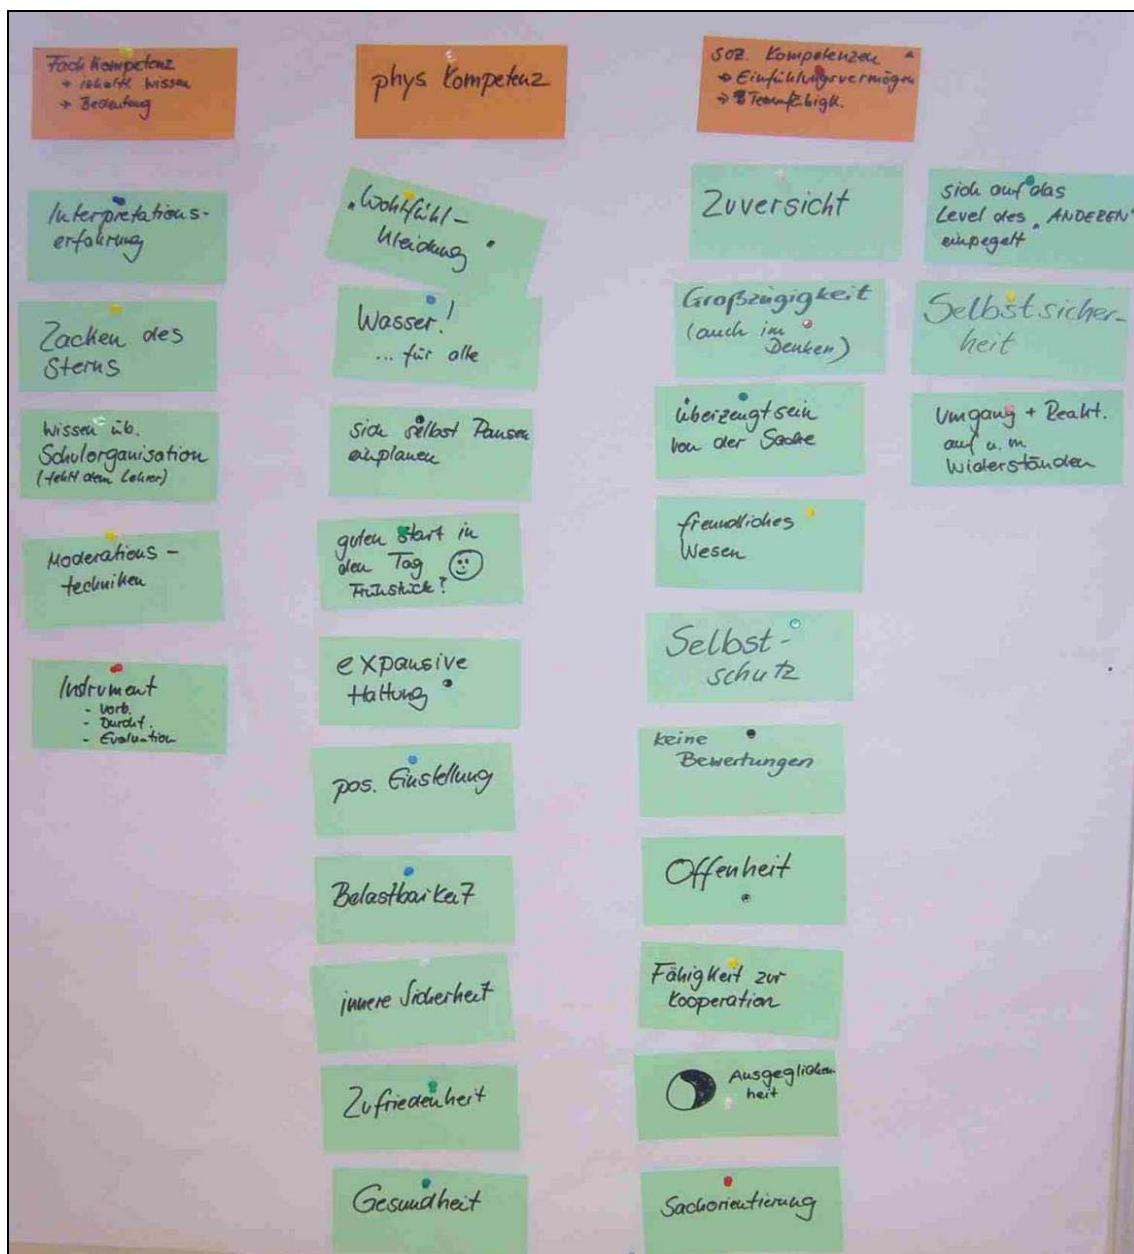 Fachkompetenz
→ inhaltl. Wissen
→ Bedeutung
Interpretations-
erfahrung
Zacken des
Sterns
Wissen üb.
Schulorganisation
(fehlt dem Lehrer)
Moderations-
techniken
Instrument
- Vorb.
- Durchf.
- Evaluation
phys Kompetenz
"Wohlfühl-
kleidung"
Wasser!
... für alle
sich selbst Pausen
einplanen
guten Start in
den Tag
Frühstück?
expansive
Haltung
pos. Einstellung
Belastbarkeit
innere Sicherheit
Zufriedenheit
Gesundheit
soz. Kompetenzen
→ Einfühlungsvermögen
→ Teamfähigk.
Zuversicht
Großzügigkeit
(auch im
Denken)
überzeugt sein
von der Sache
freundliches
Wesen
Selbst-
schutz
keine
Bewertungen
Offenheit
Fähigkeit zur
Kooperation
Ausgeglichen
heit
Sachorientierung
sich auf das
Level des "ANDEREN"
einpegelt
Selbstsicher-
heit
Umgang + Reakt.
auf u. m.
Widerständen